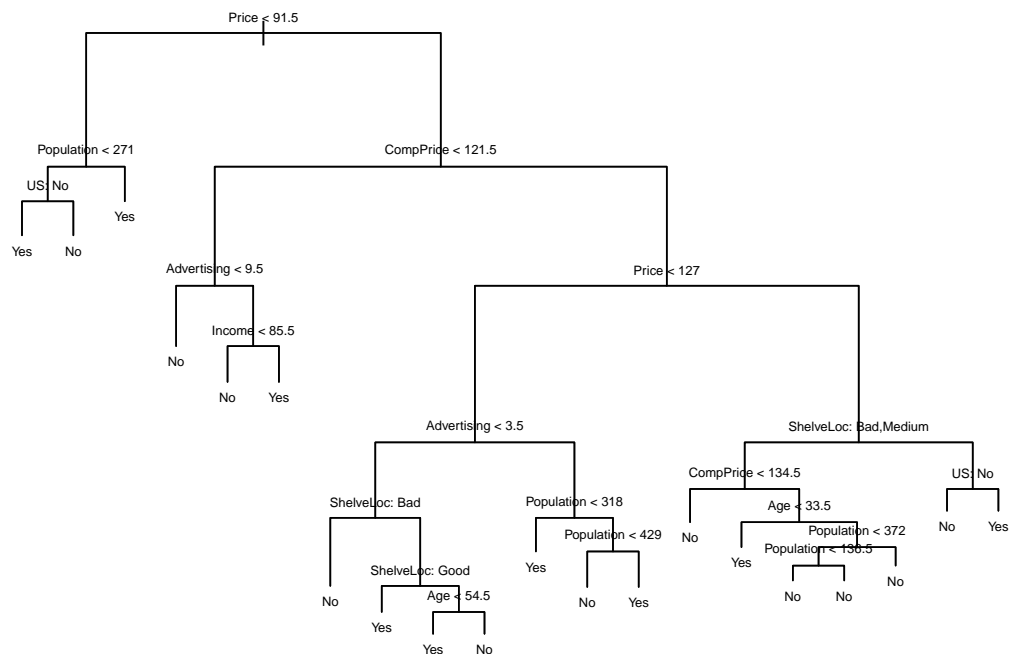 Price < 91.5
Population < 271
CompPrice < 121.5
US: No
Yes
Yes
No
Advertising < 9.5
Price < 127
Income < 85.5
No
No
Yes
Advertising < 3.5
ShelveLoc: Bad,Medium
CompPrice < 134.5
US: No
ShelveLoc: Bad
Population < 318
Age < 33.5
No
Yes
Population < 429
No
Population < 372
Population < 136.5
Yes
Yes
No
ShelveLoc: Good
Age < 54.5
No
No
Yes
No
No
Yes
Yes
No